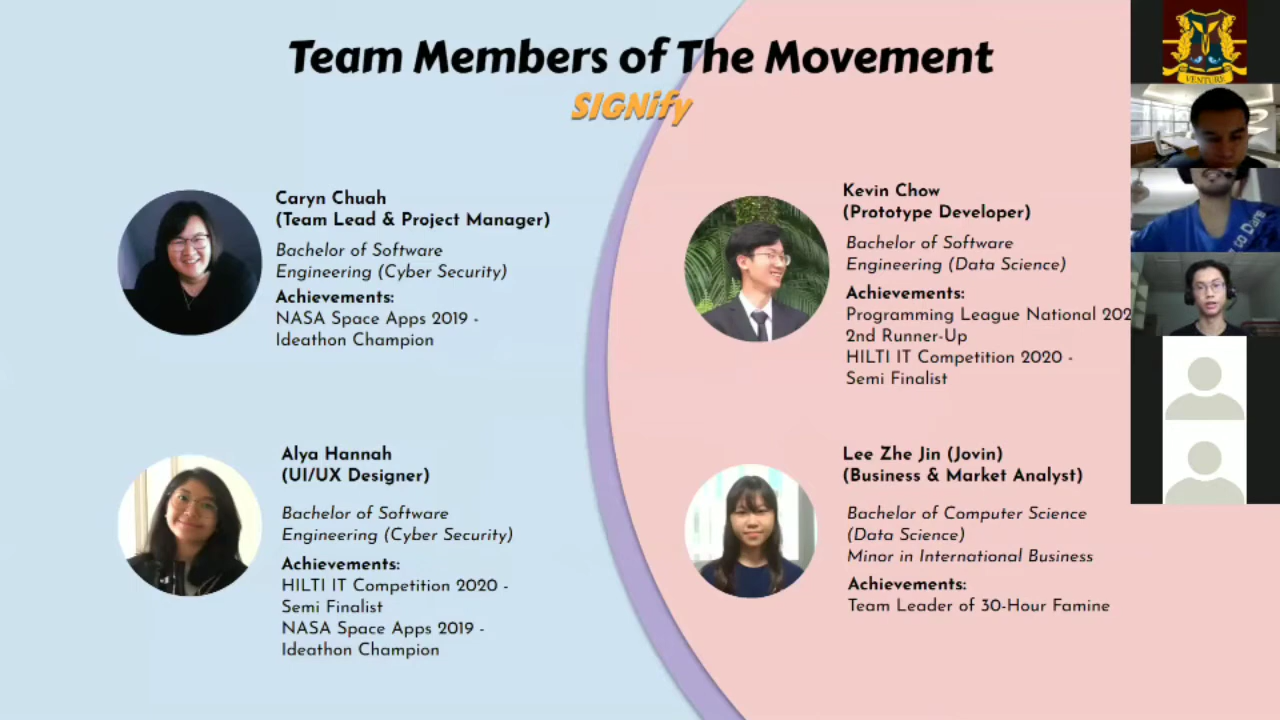 Team Members of The Movement
SIGNify
Caryn Chuah
(Team Lead & Project Manager)
Bachelor of Software
Engineering (Cyber Security)
Achievements:
NASA Space Apps 2019 -
Ideathon Champion
Kevin Chow
(Prototype Developer)
Bachelor of Software
Engineering (Data Science)
Achievements:
Programming League National 202
2nd Runner-Up
HILTI IT Competition 2020 -
Semi Finalist
Alya Hannah
(UI/UX Designer)
Bachelor of Software
Engineering (Cyber Security)
Achievements:
HILTI IT Competition 2020 -
Semi Finalist
NASA Space Apps 2019 -
Ideathon Champion
Lee Zhe Jin (Jovin)
(Business & Market Analyst)
Bachelor of Computer Science
(Data Science)
Minor in International Business
Achievements:
Team Leader of 30-Hour Famine
VENTURE